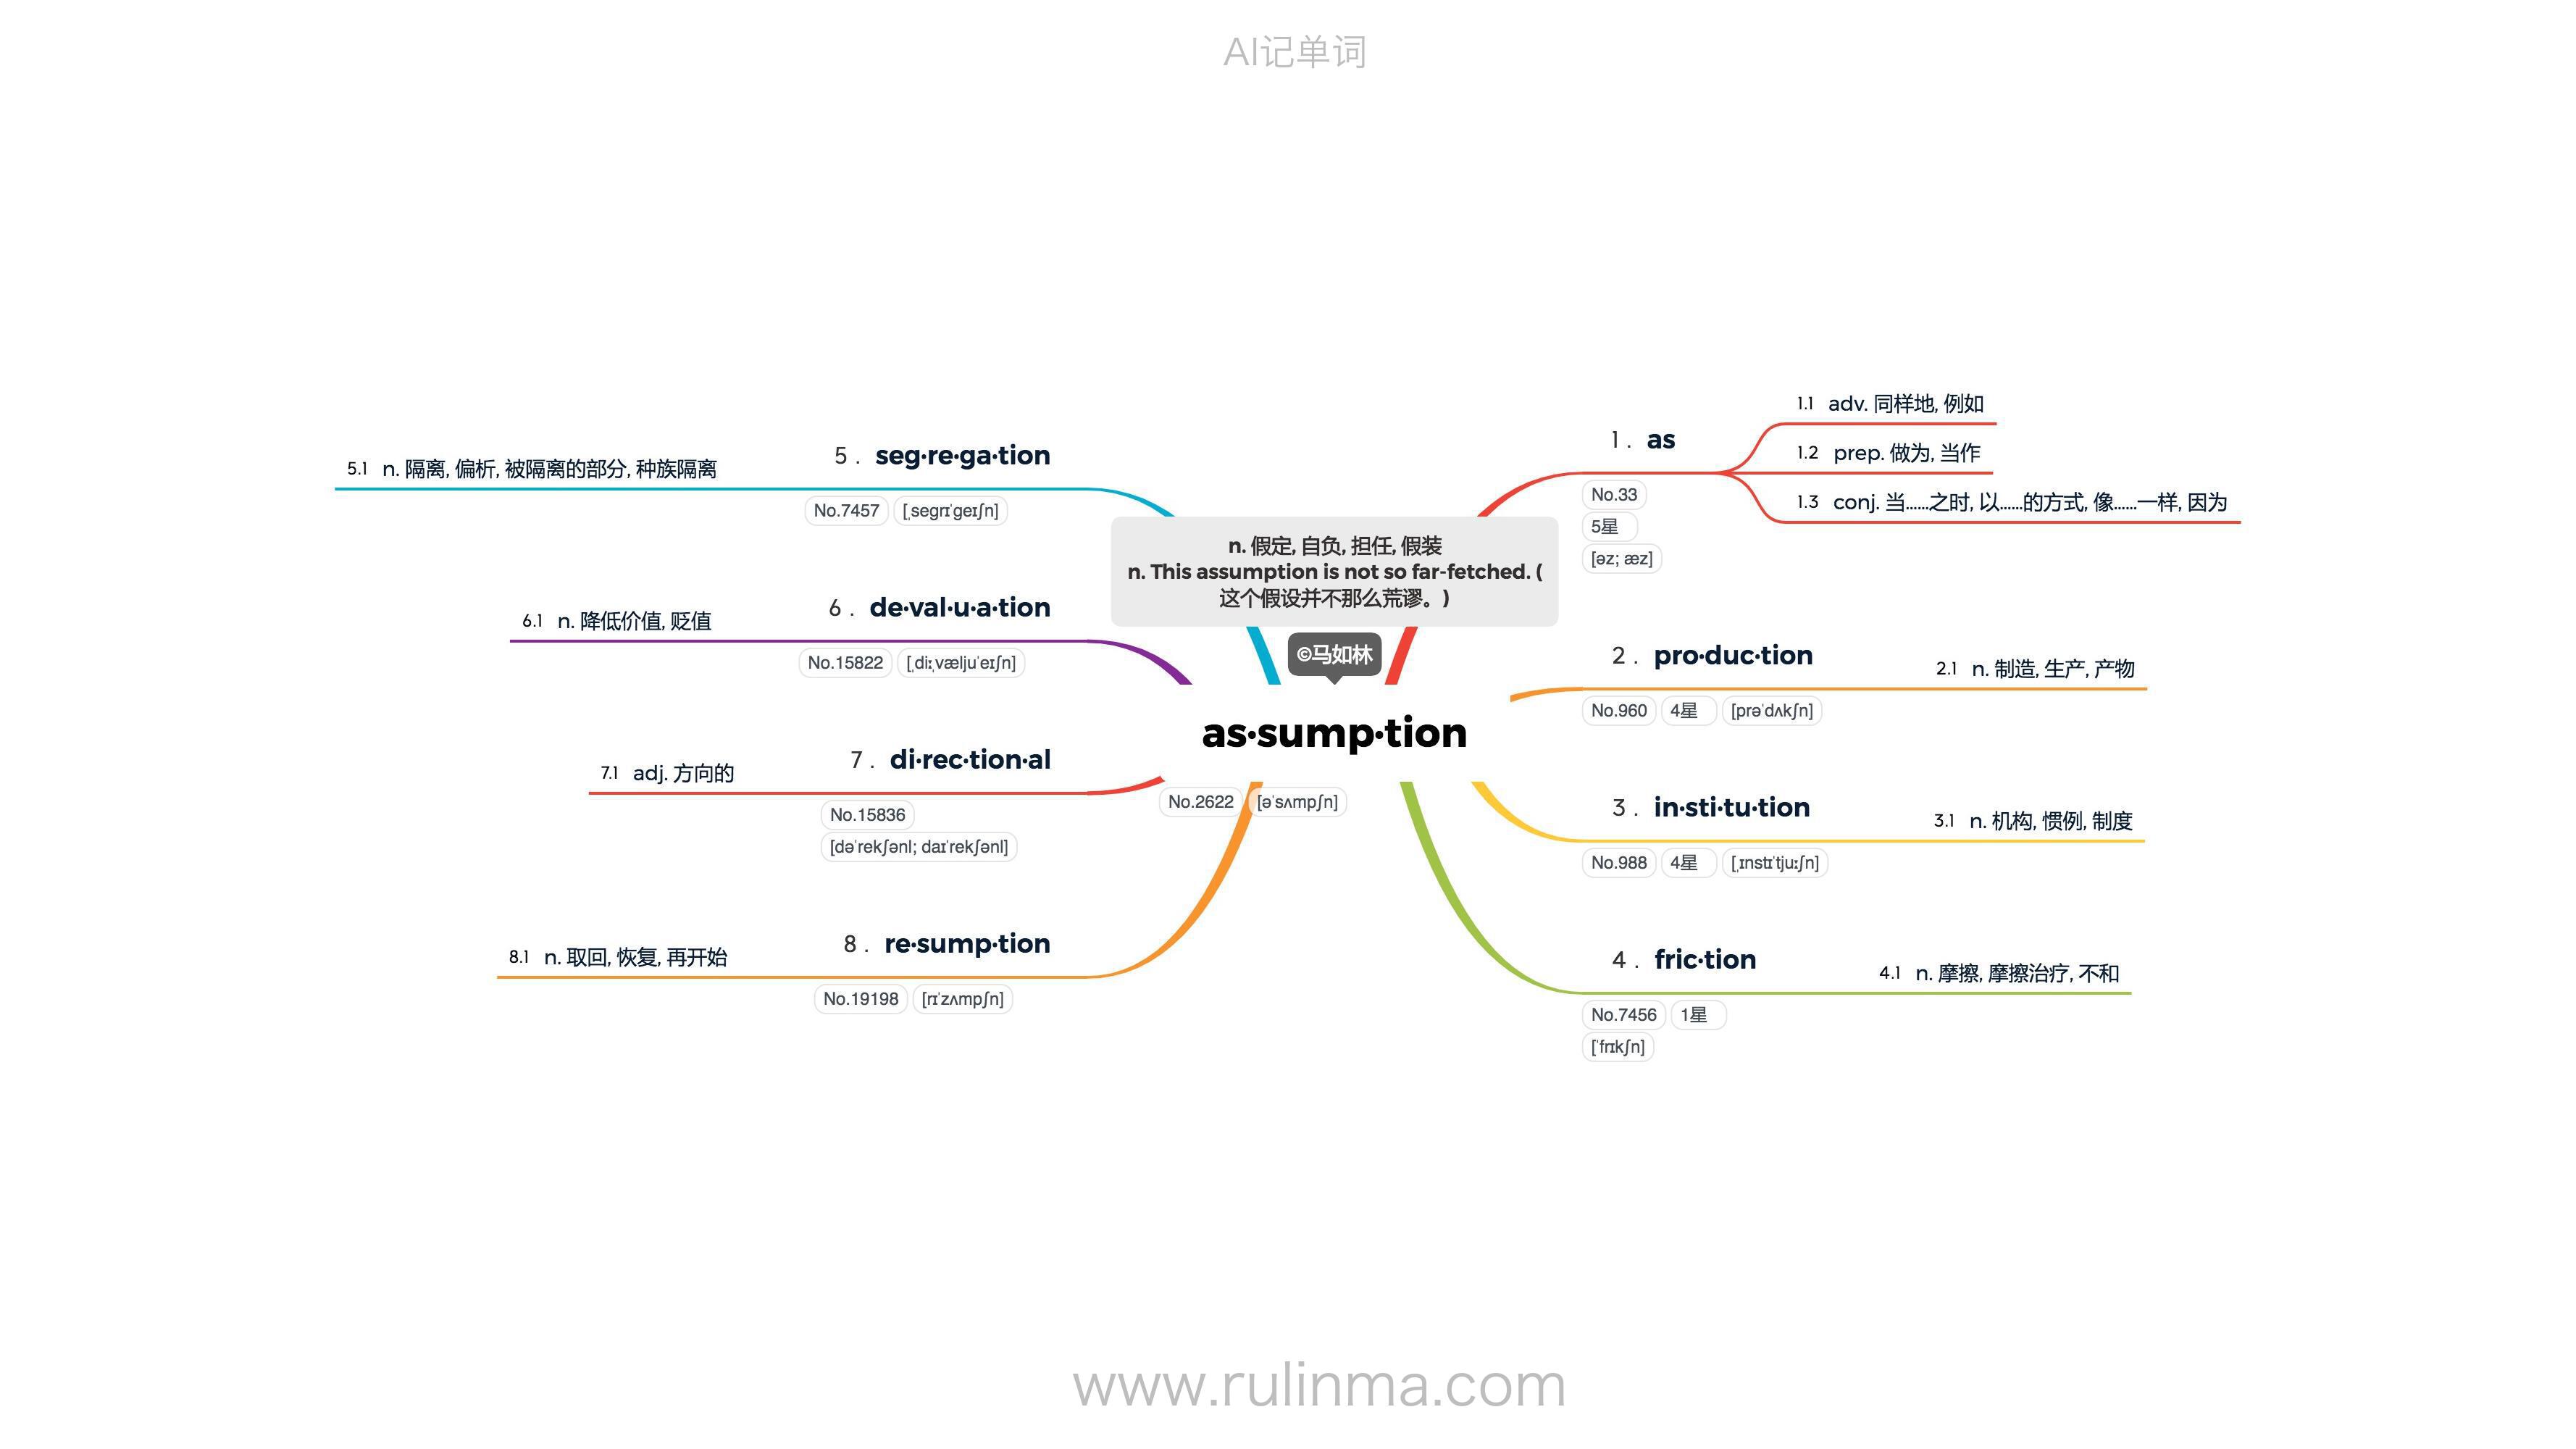 AI记单词
n. 假定, 自负, 担任, 假装
n. This assumption is not so far-fetched. (
这个假设并不那么荒谬。)
©马如林
as·sump·tion
No.2622 [əˈsʌmpʃn]
1. as
No.33
5星
[əz; æz]
1.1 adv. 同样地, 例如
1.2 prep. 做为, 当作
1.3 conj. 当……之时, 以……的方式, 像……一样, 因为
2. pro·duc·tion
No.960 4星 [prəˈdʌkʃn]
2.1 n. 制造, 生产, 产物
3. in·sti·tu·tion
No.988 4星 [ˌɪnstɪˈtjuːʃn]
3.1 n. 机构, 惯例, 制度
4. fric·tion
No.7456 1星
[ˈfrɪkʃn]
4.1 n. 摩擦, 摩擦治疗, 不和
5. seg·re·ga·tion
No.7457 [ˌsegrɪˈgeɪʃn]
5.1 n. 隔离, 偏析, 被隔离的部分, 种族隔离
6. de·val·u·a·tion
No.15822 [ˌdiːˌvæljuˈeɪʃn]
6.1 n. 降低价值, 贬值
7. di·rec·tion·al
No.15836
[dəˈrekʃənl; daɪˈrekʃənl]
7.1 adj. 方向的
8. re·sump·tion
No.19198 [rɪˈzʌmpʃn]
8.1 n. 取回, 恢复, 再开始
www.rulinma.com